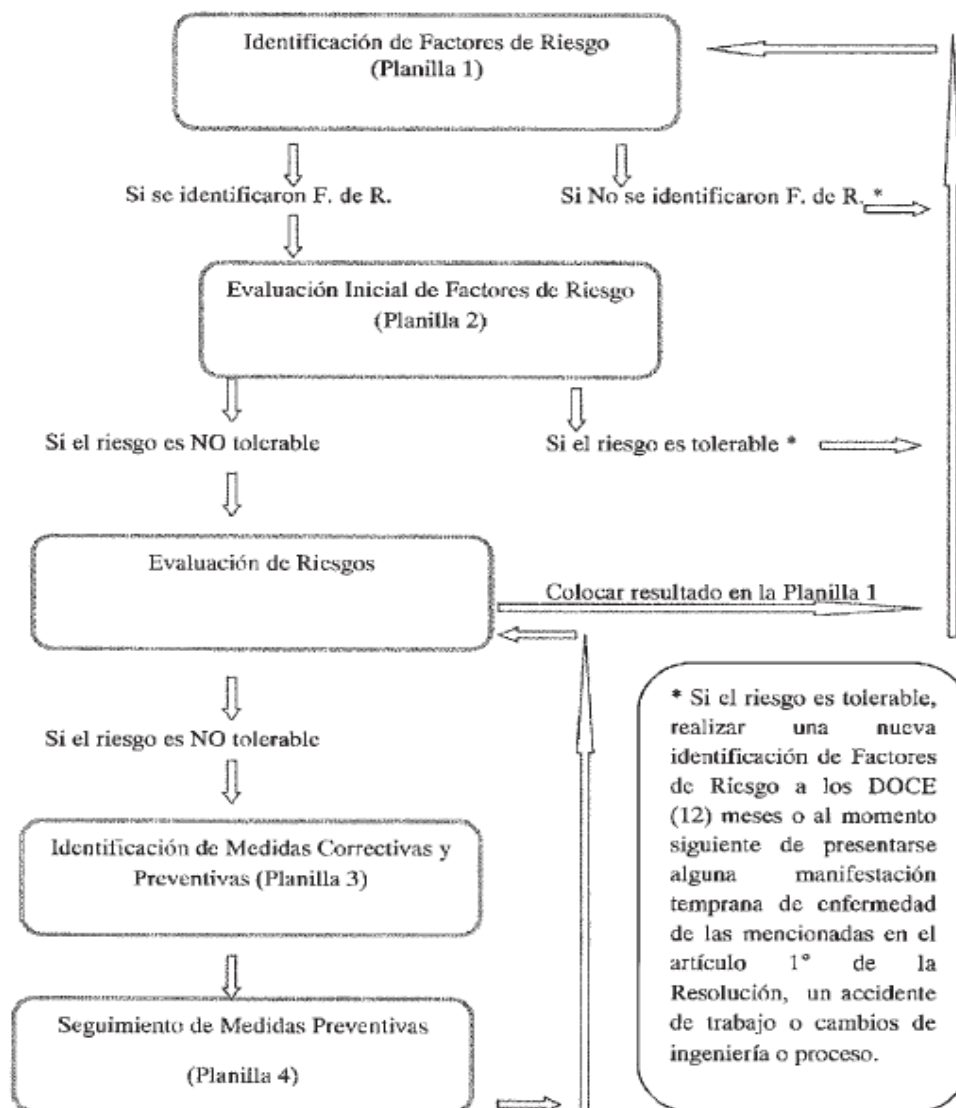 Identificación de Factores de Riesgo
(Planilla 1)
Si se identificaron F. de R.
Si No se identificaron F. de R. *
Evaluación Inicial de Factores de Riesgo
(Planilla 2)
Si el riesgo es NO tolerable
Si el riesgo es tolerable *
Evaluación de Riesgos
Colocar resultado en la Planilla 1
Si el riesgo es NO tolerable
Identificación de Medidas Correctivas y
Preventivas (Planilla 3)
Seguimiento de Medidas Preventivas
(Planilla 4)
* Si el riesgo es tolerable,
realizar una nueva
identificación de Factores
de Riesgo a los DOCE
(12) meses o al momento
siguiente de presentarse
alguna manifestación
temprana de enfermedad
de las mencionadas en el
artículo 1° de la
Resolución, un accidente
de trabajo o cambios de
ingeniería o proceso.